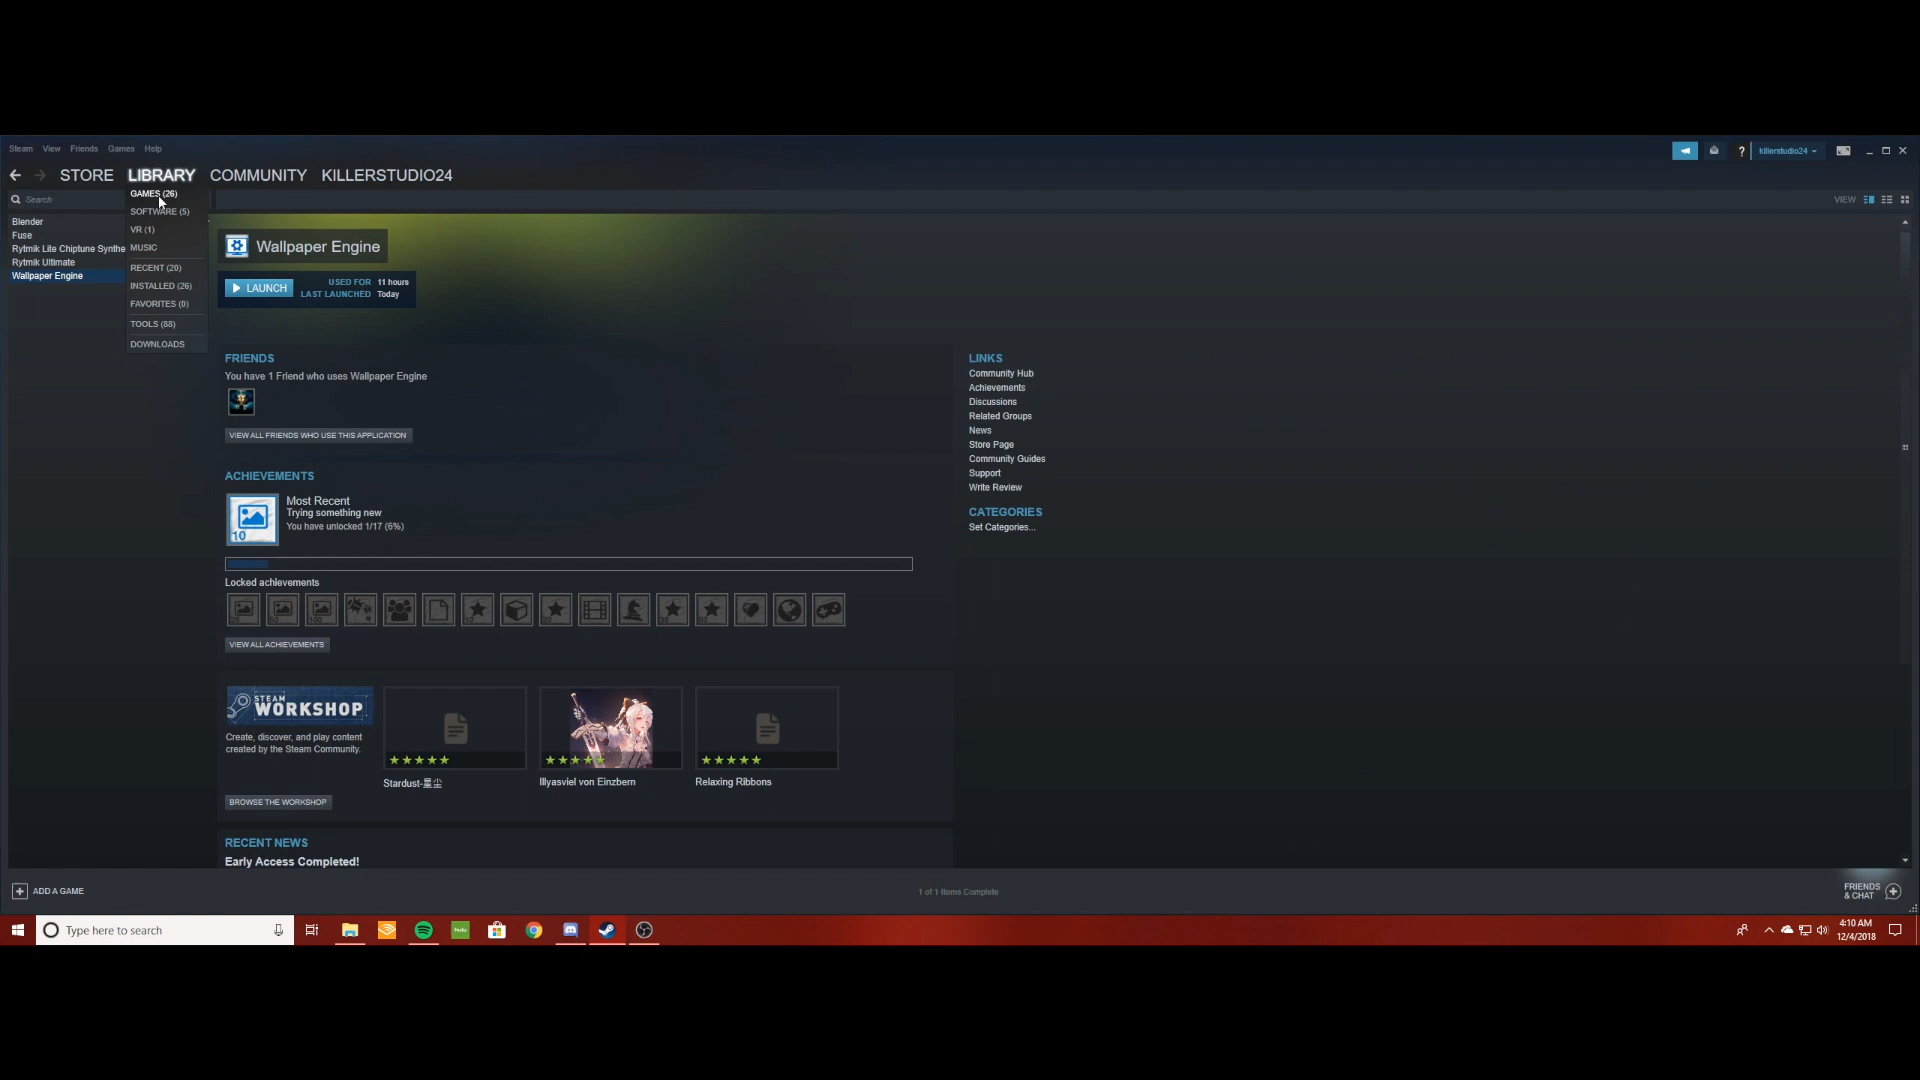 Steam View Friends Games Help
killerstudio24
STORE LIBRARY COMMUNITY KILLERSTUDIO24
Search
VIEW
GAMES (26)
SOFTWARE (5)
VR (1)
MUSIC
RECENT (20)
INSTALLED (26)
FAVORITES (0)
TOOLS (88)
DOWNLOADS
Blender
Fuse
Rytmik Lite Chiptune Synthe
Rytmik Ultimate
Wallpaper Engine
Wallpaper Engine
LAUNCH
USED FOR 11 hours
LAST LAUNCHED Today
FRIENDS
You have 1 Friend who uses Wallpaper Engine
VIEW ALL FRIENDS WHO USE THIS APPLICATION
ACHIEVEMENTS
10
Most Recent
Trying something new
You have unlocked 1/17 (6%)
Locked achievements
VIEW ALL ACHIEVEMENTS
STEAM
WORKSHOP
Create, discover, and play content
created by the Steam Community.
BROWSE THE WORKSHOP
Stardust-星尘
Illyasviel von Einzbern
Relaxing Ribbons
RECENT NEWS
Early Access Completed!
LINKS
Community Hub
Achievements
Discussions
Related Groups
News
Store Page
Community Guides
Support
Write Review
CATEGORIES
Set Categories...
ADD A GAME
1 of 1 Items Complete
FRIENDS
& CHAT
Type here to search
hulu
4:10 AM
12/4/2018